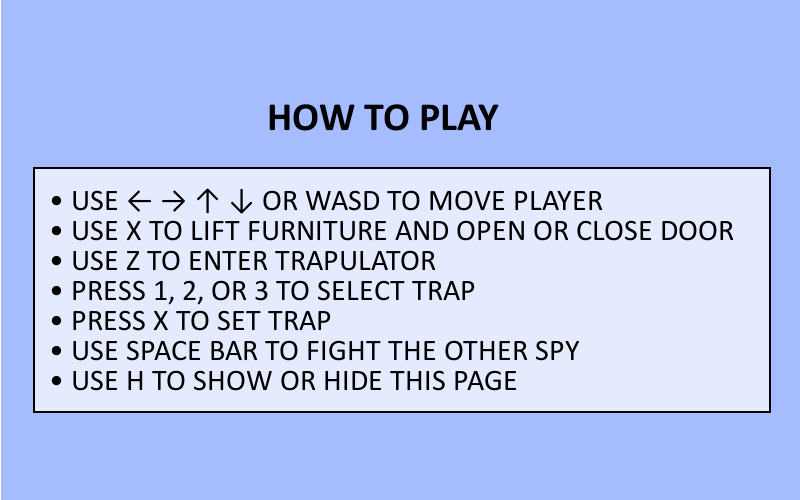 HOW TO PLAY
• USE ← → ↑ ↓ OR WASD TO MOVE PLAYER
• USE X TO LIFT FURNITURE AND OPEN OR CLOSE DOOR
• USE Z TO ENTER TRAPULATOR
• PRESS 1, 2, OR 3 TO SELECT TRAP
• PRESS X TO SET TRAP
• USE SPACE BAR TO FIGHT THE OTHER SPY
• USE H TO SHOW OR HIDE THIS PAGE